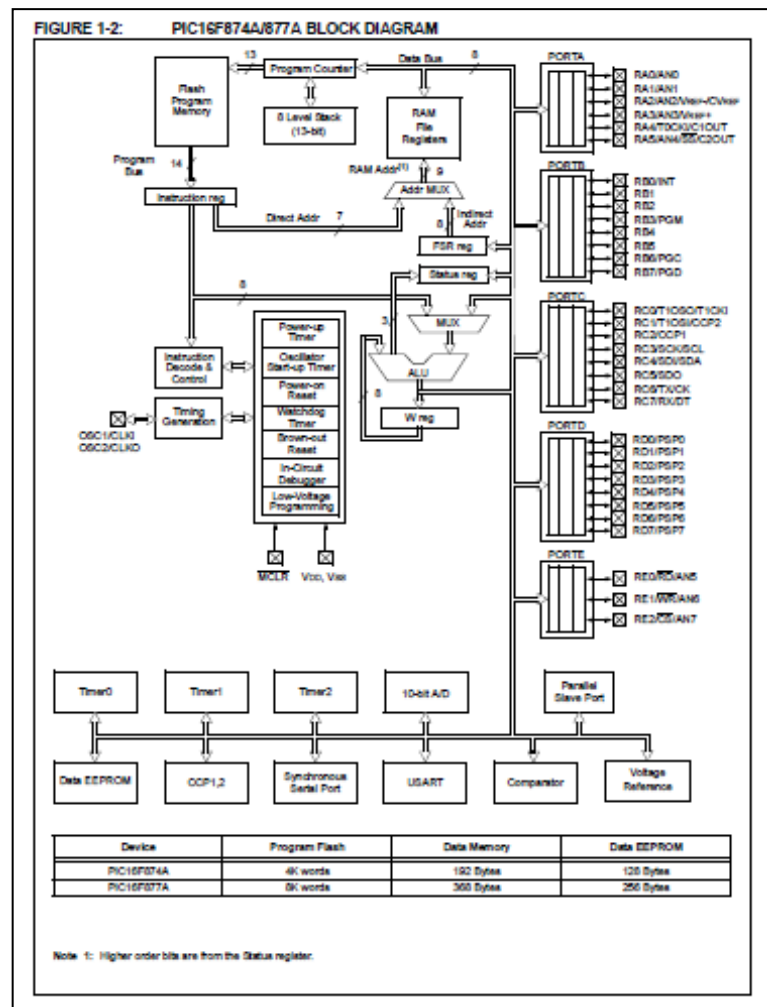 FIGURE 1-2: PIC16F874A/877A BLOCK DIAGRAM
13
Program Counter
Data Bus
8
PORTA
Flash
Program
Memory
8 Level Stack
(13-bit)
RAM
File
Registers
RA0/AN0
RA1/AN1
RA2/AN2/VREF-/CVREF
RA3/AN3/VREF+
RA4/T0CKI/C1OUT
RA5/AN4/SS/C2OUT
Program
Bus
14
RAM Addr(1)
9
PORTB
Instruction reg
Addr MUX
Direct Addr
7
8
Indirect
Addr
FSR reg
RB0/INT
RB1
RB2
RB3/PGM
RB4
RB5
RB6/PGC
RB7/PGD
Status reg
8
PORTC
3
MUX
RC0/T1OSO/T1CKI
RC1/T1OSI/CCP2
RC2/CCP1
RC3/SCK/SCL
RC4/SDI/SDA
RC5/SDO
RC6/TX/CK
RC7/RX/DT
Instruction
Decode &
Control
Power-up
Timer
Oscillator
Start-up Timer
Power-on
Reset
Watchdog
Timer
Brown-out
Reset
In-Circuit
Debugger
Low-Voltage
Programming
ALU
8
W reg
Timing
Generation
OSC1/CLKI
OSC2/CLKO
MCLR
VDD, VSS
PORTD
RD0/PSP0
RD1/PSP1
RD2/PSP2
RD3/PSP3
RD4/PSP4
RD5/PSP5
RD6/PSP6
RD7/PSP7
PORTE
RE0/RD/AN5
RE1/WR/AN6
RE2/CS/AN7
Timer0
Timer1
Timer2
10-bit A/D
Parallel
Slave Port
Data EEPROM
CCP1,2
Synchronous
Serial Port
USART
Comparator
Voltage
Reference
Device Program Flash Data Memory Data EEPROM
PIC16F874A 4K words 192 Bytes 128 Bytes
PIC16F877A 8K words 368 Bytes 256 Bytes
Note 1: Higher order bits are from the Status register.